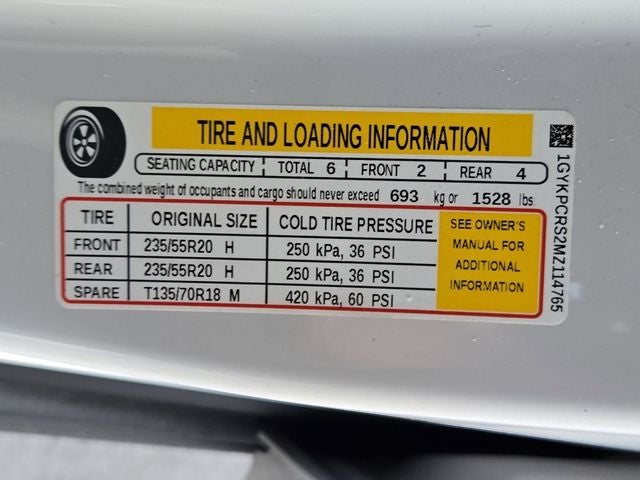 TIRE AND LOADING INFORMATION
SEATING CAPACITY TOTAL 6 FRONT 2 REAR 4
The combined weight of occupants and cargo should never exceed 693 kg or 1528 lbs
TIRE ORIGINAL SIZE COLD TIRE PRESSURE
FRONT 235/55R20 H 250 kPa, 36 PSI
REAR 235/55R20 H 250 kPa, 36 PSI
SPARE T135/70R18 M 420 kPa, 60 PSI
SEE OWNER'S
MANUAL FOR
ADDITIONAL
INFORMATION
1GYKPCRS2MZ114765